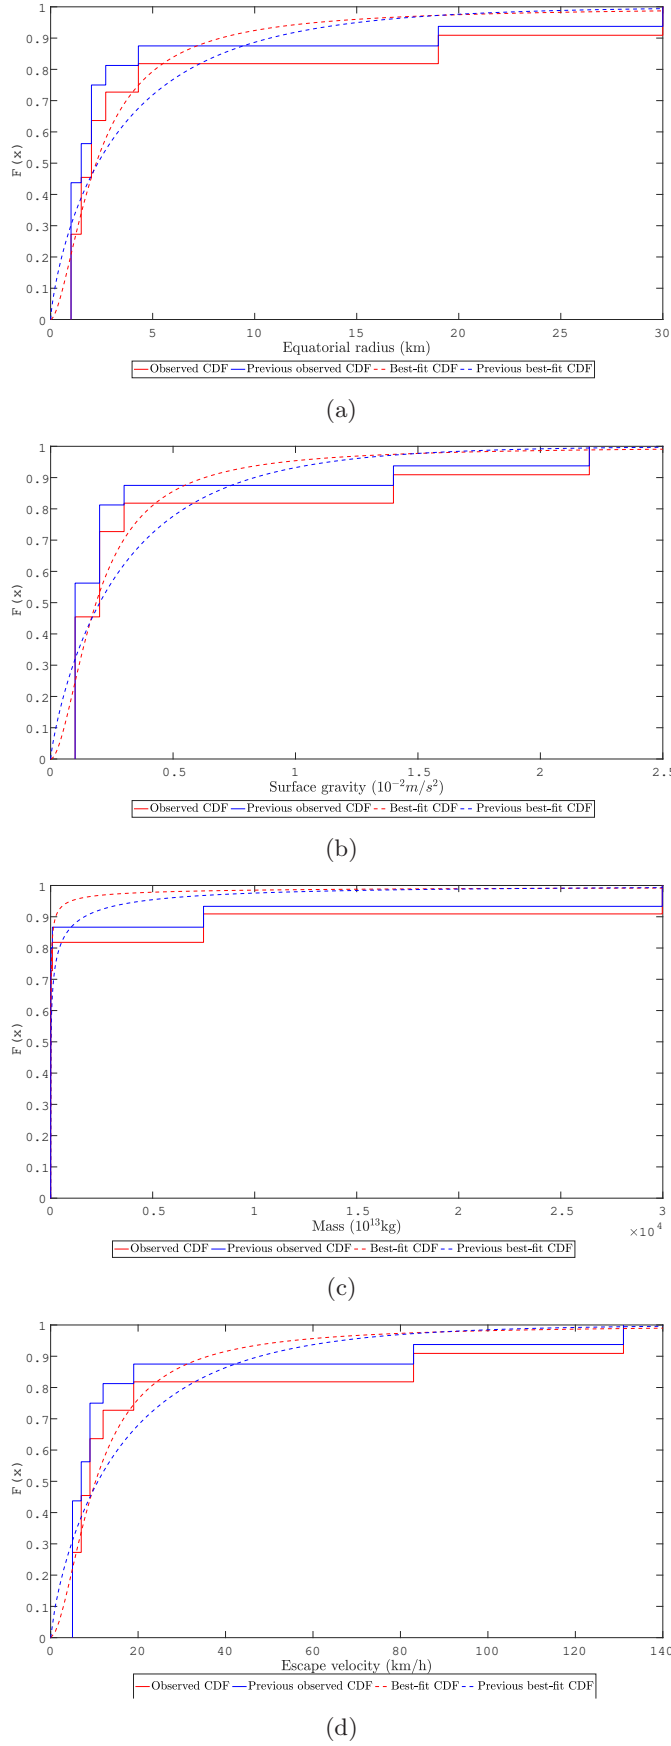 1
0.9
0.8
0.7
0.6
0.5
0.4
0.3
0.2
0.1
0
F(x)
0 5 10 15 20 25 30
Equatorial radius (km)
Observed CDF Previous observed CDF Best-fit CDF Previous best-fit CDF
(a)
1
0.9
0.8
0.7
0.6
0.5
0.4
0.3
0.2
0.1
0
F(x)
0 0.5 1 1.5 2 2.5
Surface gravity (10⁻²m/s²)
Observed CDF Previous observed CDF Best-fit CDF Previous best-fit CDF
(b)
1
0.9
0.8
0.7
0.6
0.5
0.4
0.3
0.2
0.1
0
F(x)
0 0.5 1 1.5 2 2.5 3
Mass (10¹³kg)
×10⁴
Observed CDF Previous observed CDF Best-fit CDF Previous best-fit CDF
(c)
1
0.9
0.8
0.7
0.6
0.5
0.4
0.3
0.2
0.1
0
F(x)
0 20 40 60 80 100 120 140
Escape velocity (km/h)
Observed CDF Previous observed CDF Best-fit CDF Previous best-fit CDF
(d)